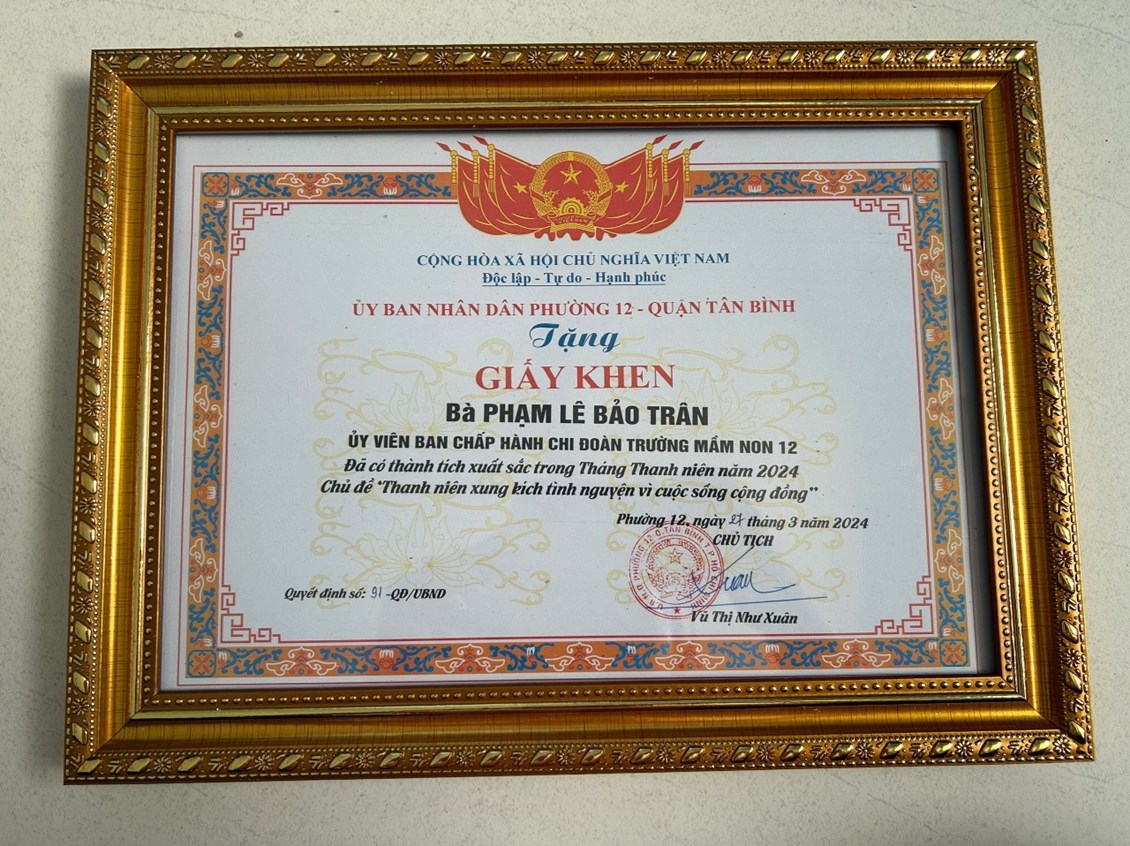 CỘNG HÒA XÃ HỘI CHỦ NGHĨA VIỆT NAM
Độc lập - Tự do - Hạnh phúc
ỦY BAN NHÂN DÂN PHƯỜNG 12 - QUẬN TÂN BÌNH
Tặng
GIẤY KHEN
Bà PHẠM LÊ BẢO TRÂN
ỦY VIÊN BAN CHẤP HÀNH CHI ĐOÀN TRƯỜNG MẦM NON 12
Đã có thành tích xuất sắc trong Tháng Thanh niên năm 2024
Chủ đề "Thanh niên xung kích tình nguyện vì cuộc sống cộng đồng"
Phường 12, ngày 27 tháng 3 năm 2024
CHỦ TỊCH
Quyết định số: 91 -QĐ/UBND
Vũ Thị Như Xuân